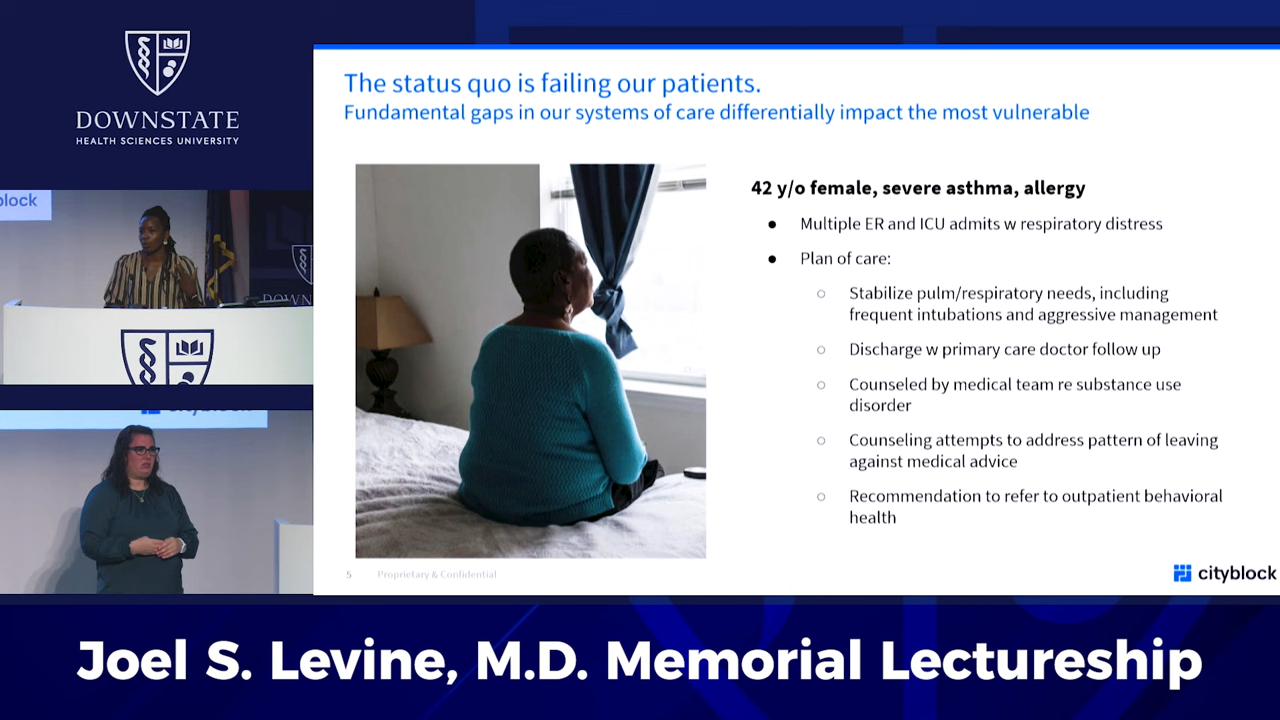 DOWNSTATE
HEALTH SCIENCES UNIVERSITY
The status quo is failing our patients.
Fundamental gaps in our systems of care differentially impact the most vulnerable
42 y/o female, severe asthma, allergy
● Multiple ER and ICU admits w respiratory distress
● Plan of care:
○ Stabilize pulm/respiratory needs, including
frequent intubations and aggressive management
○ Discharge w primary care doctor follow up
○ Counseled by medical team re substance use
disorder
○ Counseling attempts to address pattern of leaving
against medical advice
○ Recommendation to refer to outpatient behavioral
health
5 Proprietary & Confidential
cityblock
lock
DOWN
cityblock
Joel S. Levine, M.D. Memorial Lectureship